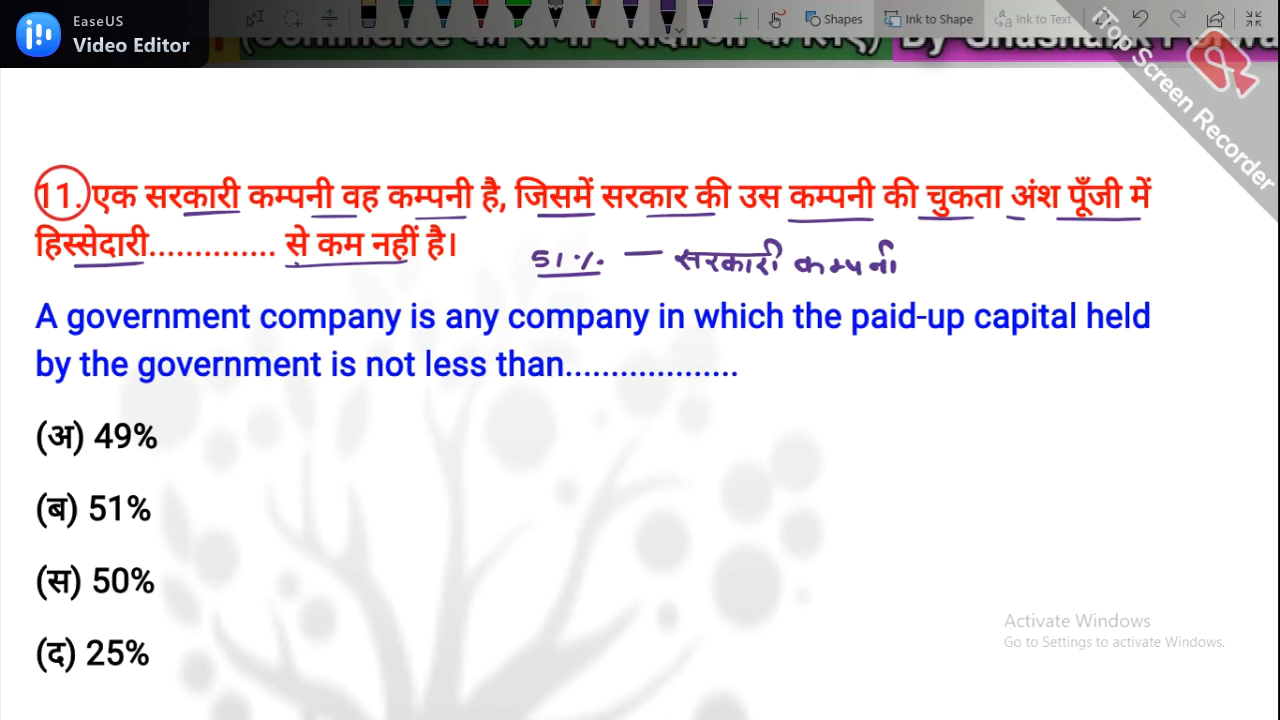 EaseUS
Video Editor
Shapes
Ink to Shape
Ink to Text
iTop Screen Recorder
11. एक सरकारी कम्पनी वह कम्पनी है, जिसमें सरकार की उस कम्पनी की चुकता अंश पूँजी में
हिस्सेदारी.............. से कम नहीं है।
51% — सरकारी कम्पनी
A government company is any company in which the paid-up capital held
by the government is not less than...................
(अ) 49%
(ब) 51%
(स) 50%
(द) 25%
Activate Windows
Go to Settings to activate Windows.